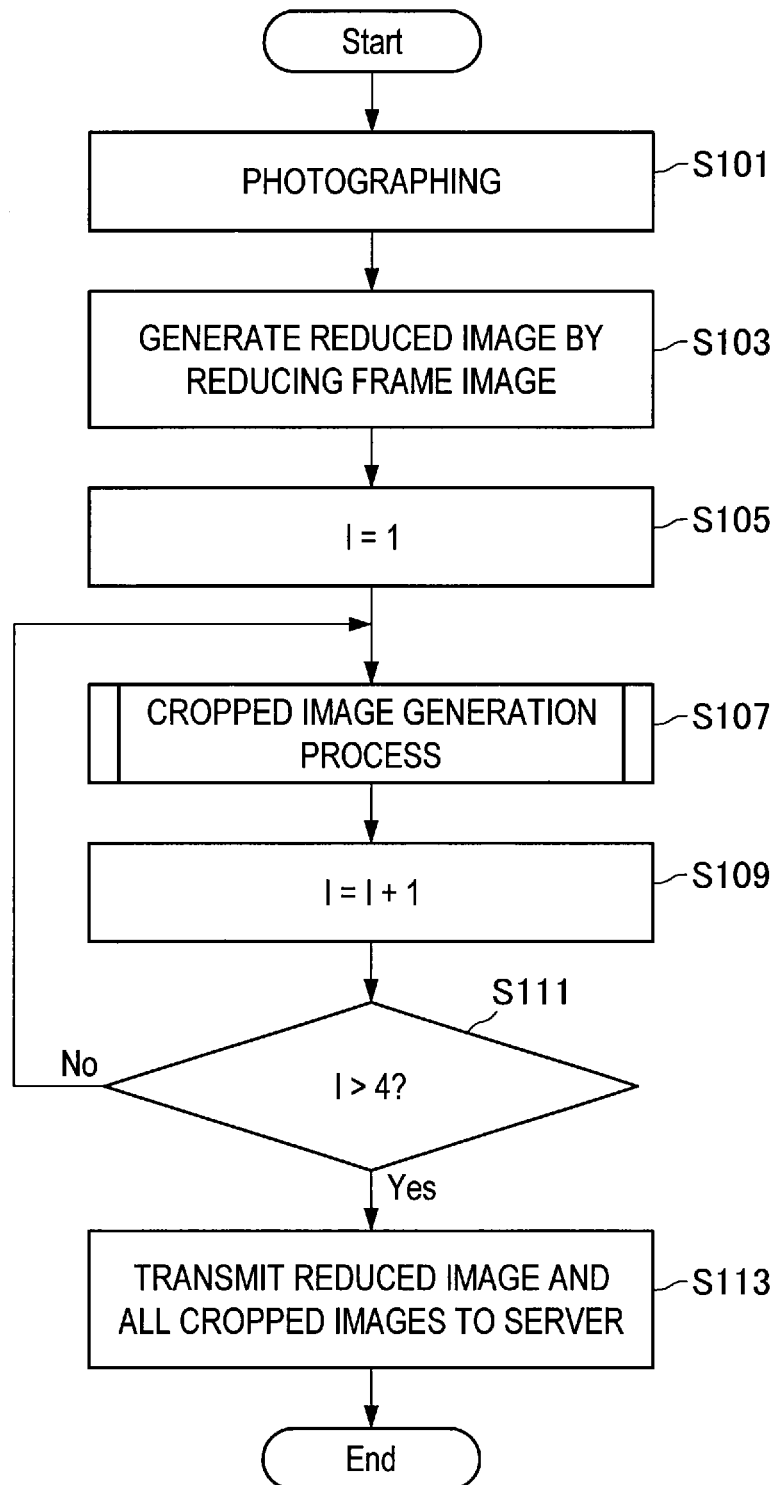 Start
PHOTOGRAPHING
S101
GENERATE REDUCED IMAGE BY
REDUCING FRAME IMAGE
S103
I = 1
S105
CROPPED IMAGE GENERATION
PROCESS
S107
I = I + 1
S109
S111
I > 4?
No
Yes
TRANSMIT REDUCED IMAGE AND
ALL CROPPED IMAGES TO SERVER
S113
End